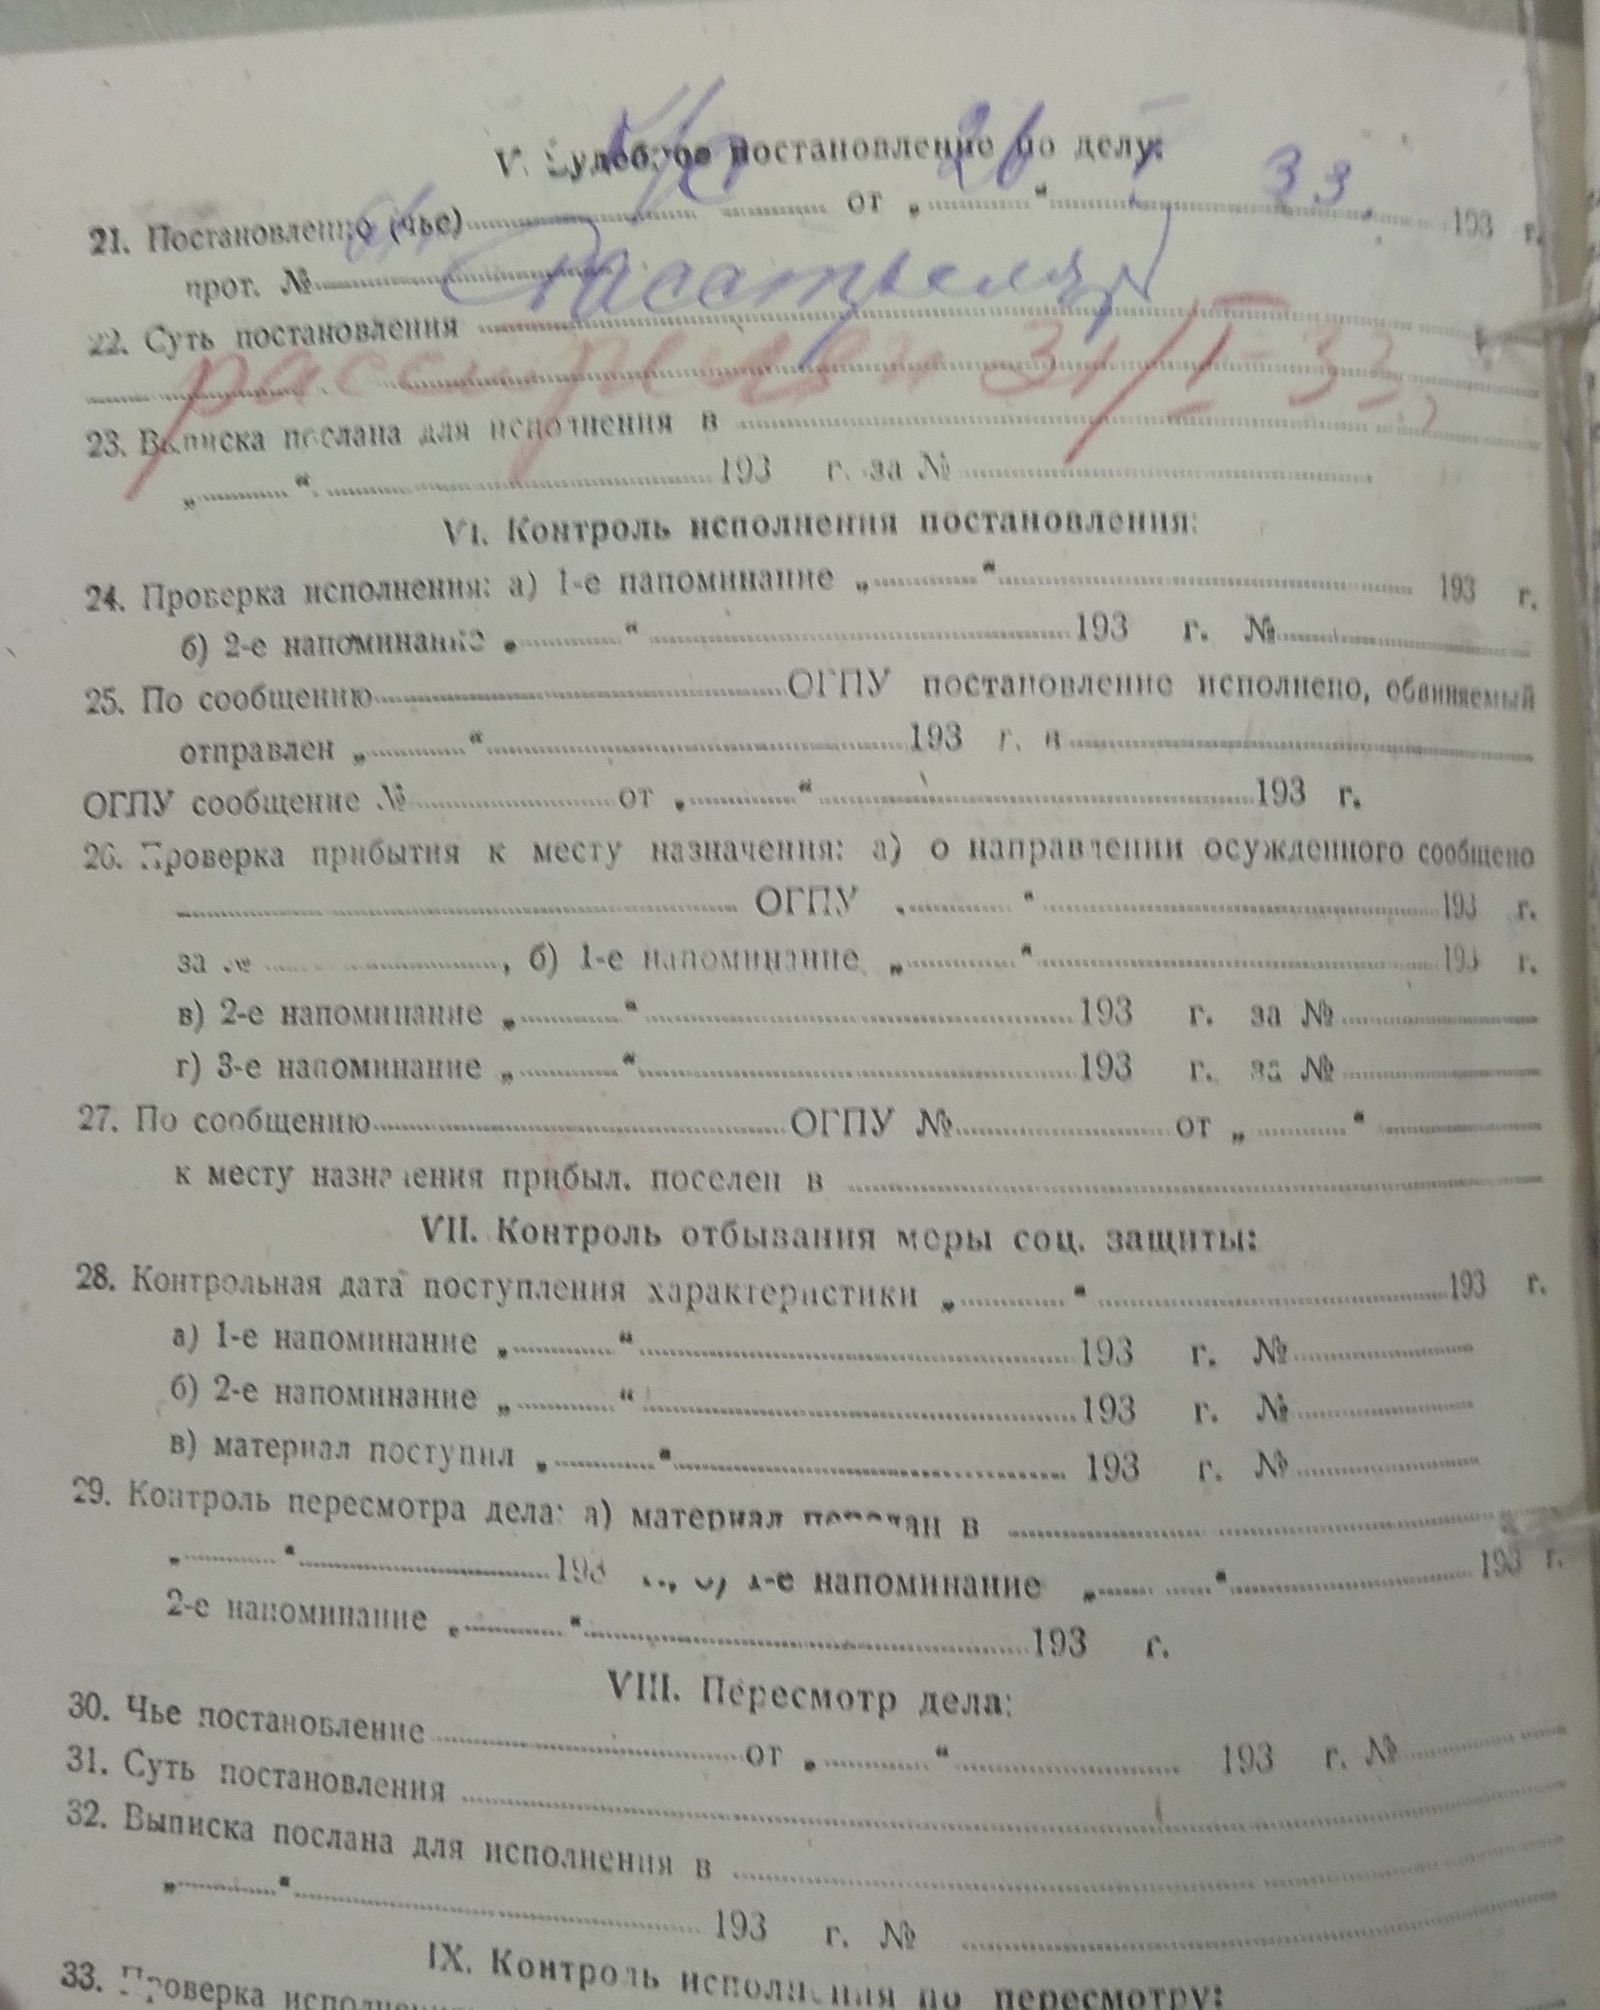 V. Судебное постановление по делу:
21. Постановление (чье) от „ “ 26 I 33. 193 г.
прот. №
Расстрелять
22. Суть постановления
расстрелян 31/I-33.
23. Выписка послана для исполнения в
„ “ 193 г. за №
VI. Контроль исполнения постановления:
24. Проверка исполнения: а) 1-е напоминание „ “ 193 г.
б) 2-е напоминание „ “ 193 г. №
25. По сообщению ОГПУ постановление исполнено, обвиняемый
отправлен „ “ 193 г. в
ОГПУ сообщение № от „ “ 193 г.
26. Проверка прибытия к месту назначения: а) о направлении осужденного сообщено
ОГПУ „ “ 193 г.
за № , б) 1-е напоминание „ “ 193 г.
в) 2-е напоминание „ “ 193 г. за №
г) 3-е напоминание „ “ 193 г. за №
27. По сообщению ОГПУ № от „ “
к месту назначения прибыл. поселен в
VII. Контроль отбывания меры соц. защиты:
28. Контрольная дата поступления характеристики „ “ 193 г.
а) 1-е напоминание „ “ 193 г. №
б) 2-е напоминание „ “ 193 г. №
в) материал поступил „ “ 193 г. №
29. Контроль пересмотра дела: а) материал передан в
„ “ 193 г., б) 1-е напоминание „ “ 193 г.
2-е напоминание „ “ 193 г.
VIII. Пересмотр дела:
30. Чье постановление от „ “ 193 г. №
31. Суть постановления
32. Выписка послана для исполнения в
„ “ 193 г. №
IX. Контроль исполнения по пересмотру:
33. Проверка исполнения